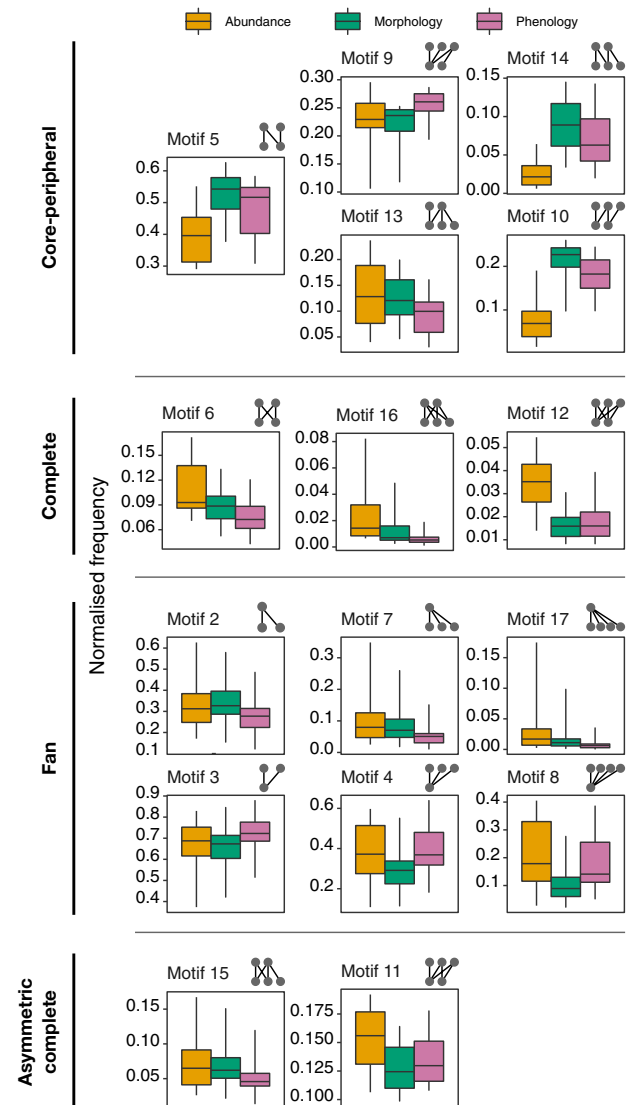 Abundance Morphology Phenology
Core-peripheral
Motif 9 Motif 14
0.30 0.25 0.20 0.15 0.10
0.15 0.10 0.05 0.00
Motif 5
0.6 0.5 0.4 0.3
Motif 13 Motif 10
0.20 0.15 0.10 0.05
0.2 0.1
Normalised frequency
Complete
Motif 6 Motif 16 Motif 12
0.15 0.12 0.09 0.06
0.08 0.06 0.04 0.02 0.00
0.05 0.04 0.03 0.02 0.01
Fan
Motif 2 Motif 7 Motif 17
0.6 0.5 0.4 0.3 0.2 0.1
0.3 0.2 0.1 0.0
0.15 0.10 0.05 0.00
Motif 3 Motif 4 Motif 8
0.9 0.8 0.7 0.6 0.5 0.4
0.6 0.4 0.2
0.4 0.3 0.2 0.1
Asymmetric
complete
Motif 15 Motif 11
0.15 0.10 0.05
0.175 0.150 0.125 0.100